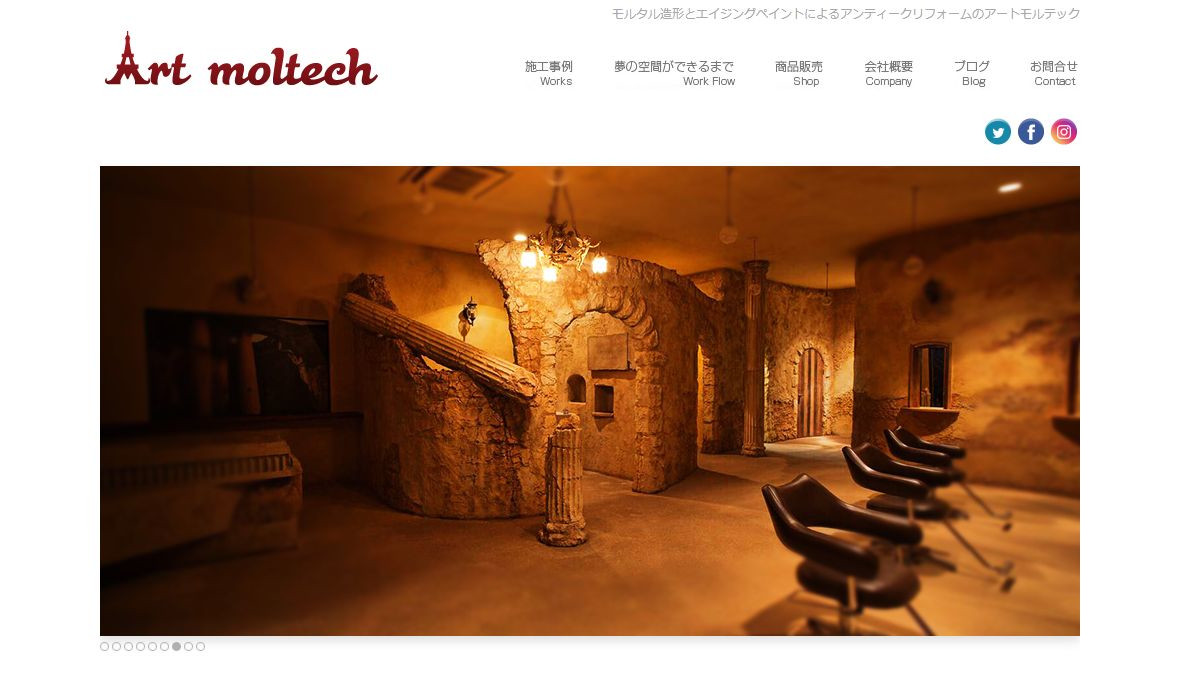 モルタル造形とエイジングペイントによるアンティークリフォームのアートモルテック
Art moltech
施工事例 夢の空間ができるまで 商品販売 会社概要 ブログ お問合せ
Works Work Flow Shop Company Blog Contact